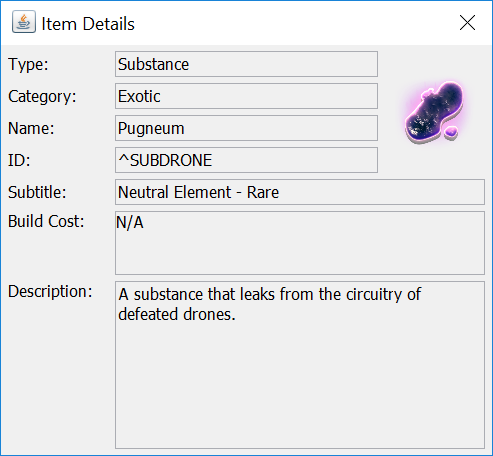 Item Details
Type: Substance
Category: Exotic
Name: Pugneum
ID: ^SUBDRONE
Subtitle: Neutral Element - Rare
Build Cost: N/A
Description: A substance that leaks from the circuitry of
defeated drones.